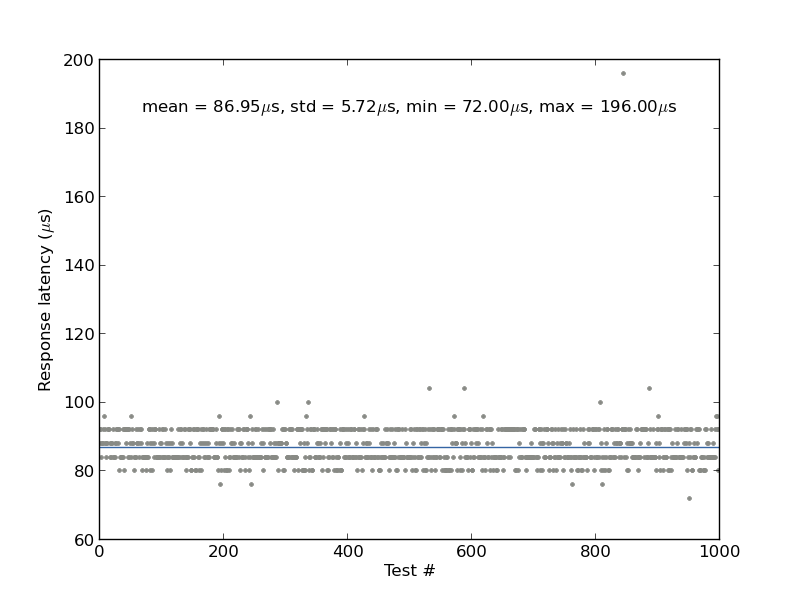 200
mean = 86.95μs, std = 5.72μs, min = 72.00μs, max = 196.00μs
180
160
140
Response latency (μs)
120
100
80
60
0 200 400 600 800 1000
Test #